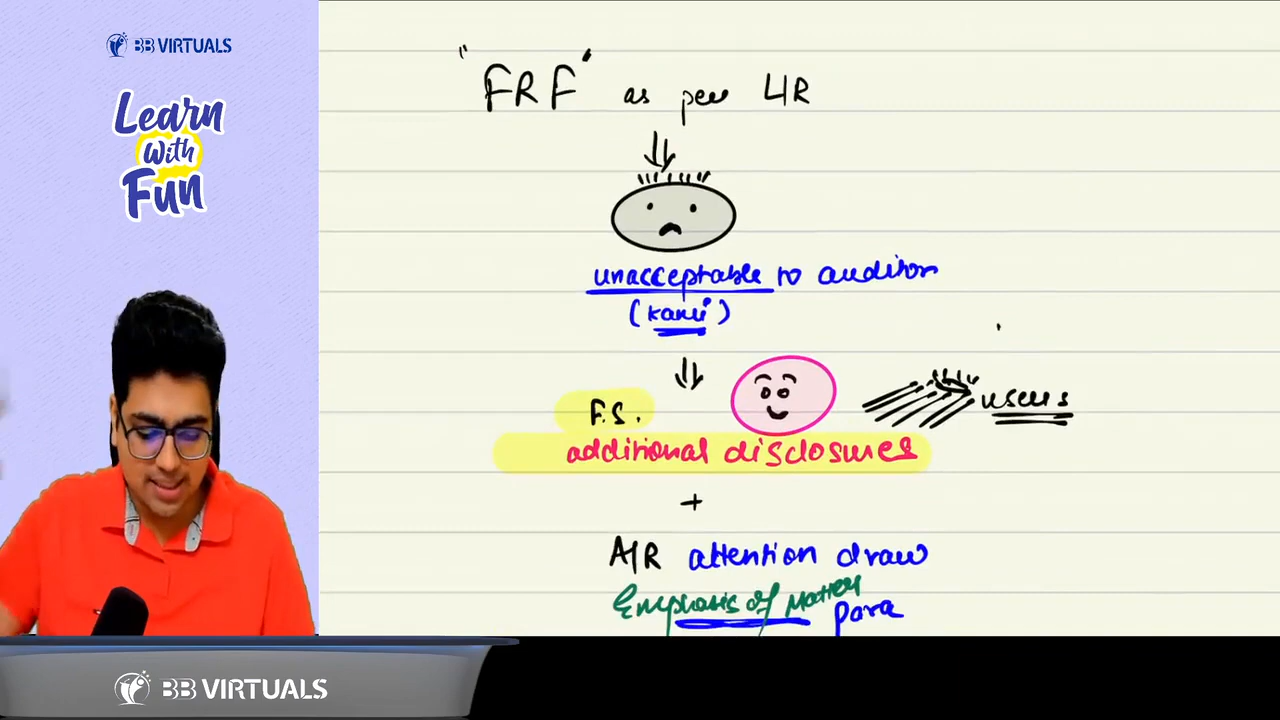 BB VIRTUALS
Learn
With
Fun
"FRF" as per L|R
unacceptable to auditor
(kami)
F.S.
users
additional disclosures
+
A|R attention draw
Emphasis of Matter
para
BB VIRTUALS